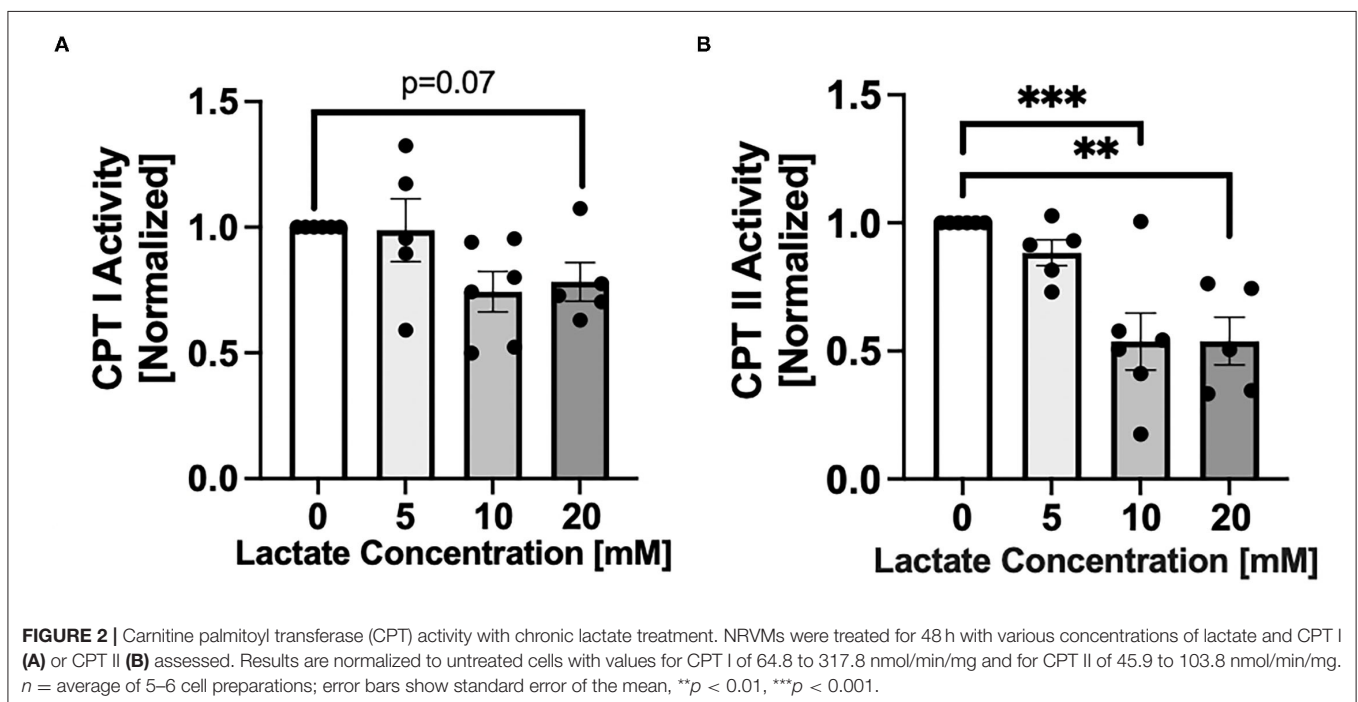 A
p=0.07
CPT I Activity
[Normalized]
1.5
1.0
0.5
0.0
0 5 10 20
Lactate Concentration [mM]
B
***
**
CPT II Activity
[Normalized]
1.5
1.0
0.5
0.0
0 5 10 20
Lactate Concentration [mM]
FIGURE 2 | Carnitine palmitoyl transferase (CPT) activity with chronic lactate treatment. NRVMs were treated for 48 h with various concentrations of lactate and CPT I
(A) or CPT II (B) assessed. Results are normalized to untreated cells with values for CPT I of 64.8 to 317.8 nmol/min/mg and for CPT II of 45.9 to 103.8 nmol/min/mg.
n = average of 5–6 cell preparations; error bars show standard error of the mean, **p < 0.01, ***p < 0.001.